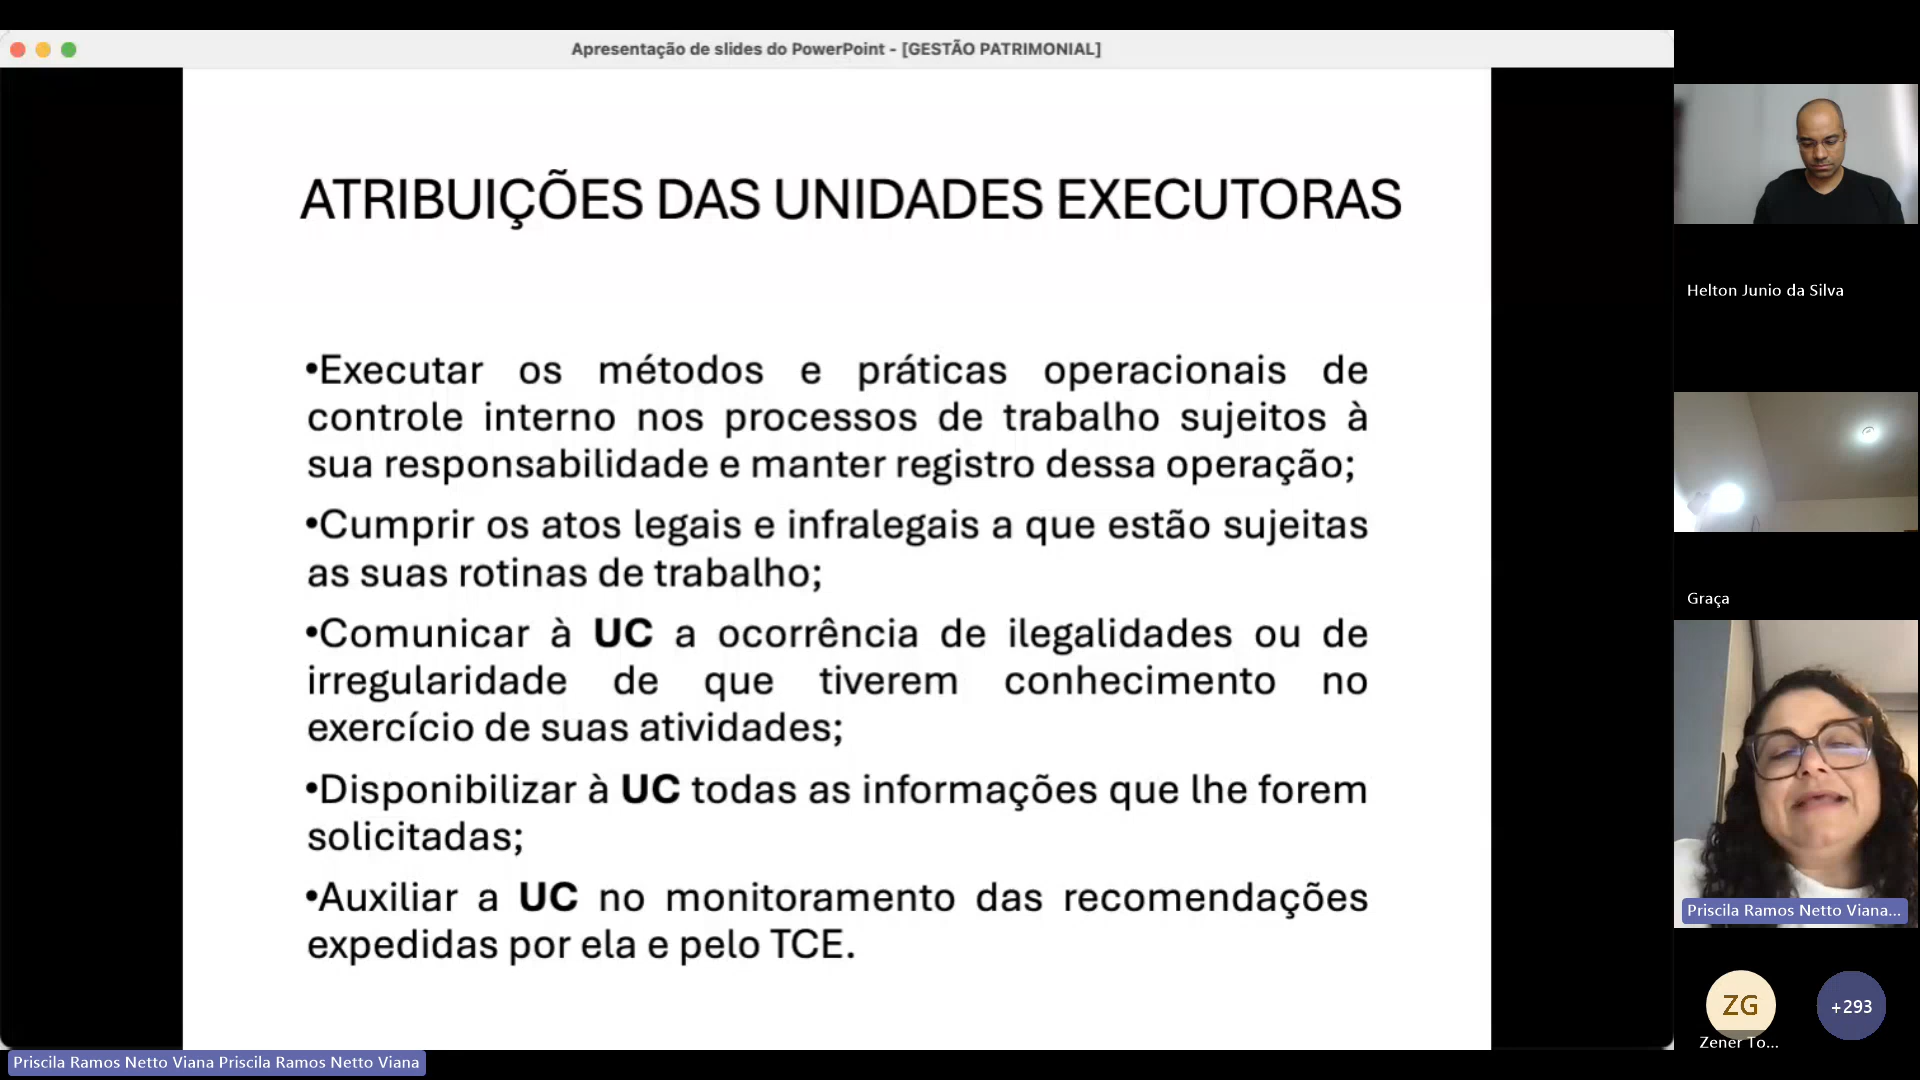 Apresentação de slides do PowerPoint - [GESTÃO PATRIMONIAL]
ATRIBUIÇÕES DAS UNIDADES EXECUTORAS
•Executar os métodos e práticas operacionais de
controle interno nos processos de trabalho sujeitos à
sua responsabilidade e manter registro dessa operação;
•Cumprir os atos legais e infralegais a que estão sujeitas
as suas rotinas de trabalho;
•Comunicar à UC a ocorrência de ilegalidades ou de
irregularidade de que tiverem conhecimento no
exercício de suas atividades;
•Disponibilizar à UC todas as informações que lhe forem
solicitadas;
•Auxiliar a UC no monitoramento das recomendações
expedidas por ela e pelo TCE.
Priscila Ramos Netto Viana Priscila Ramos Netto Viana
Helton Junio da Silva
Graça
Priscila Ramos Netto Viana...
ZG
+293
Zener To...